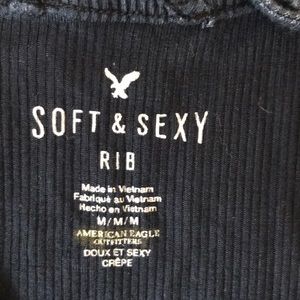 SOFT & SEXY
RIB
Made in Vietnam
Fabriqué au Vietnam
Hecho en Vietnam
M/M/M
AMERICAN EAGLE
OUTFITTERS
DOUX ET SEXY
CRÊPE